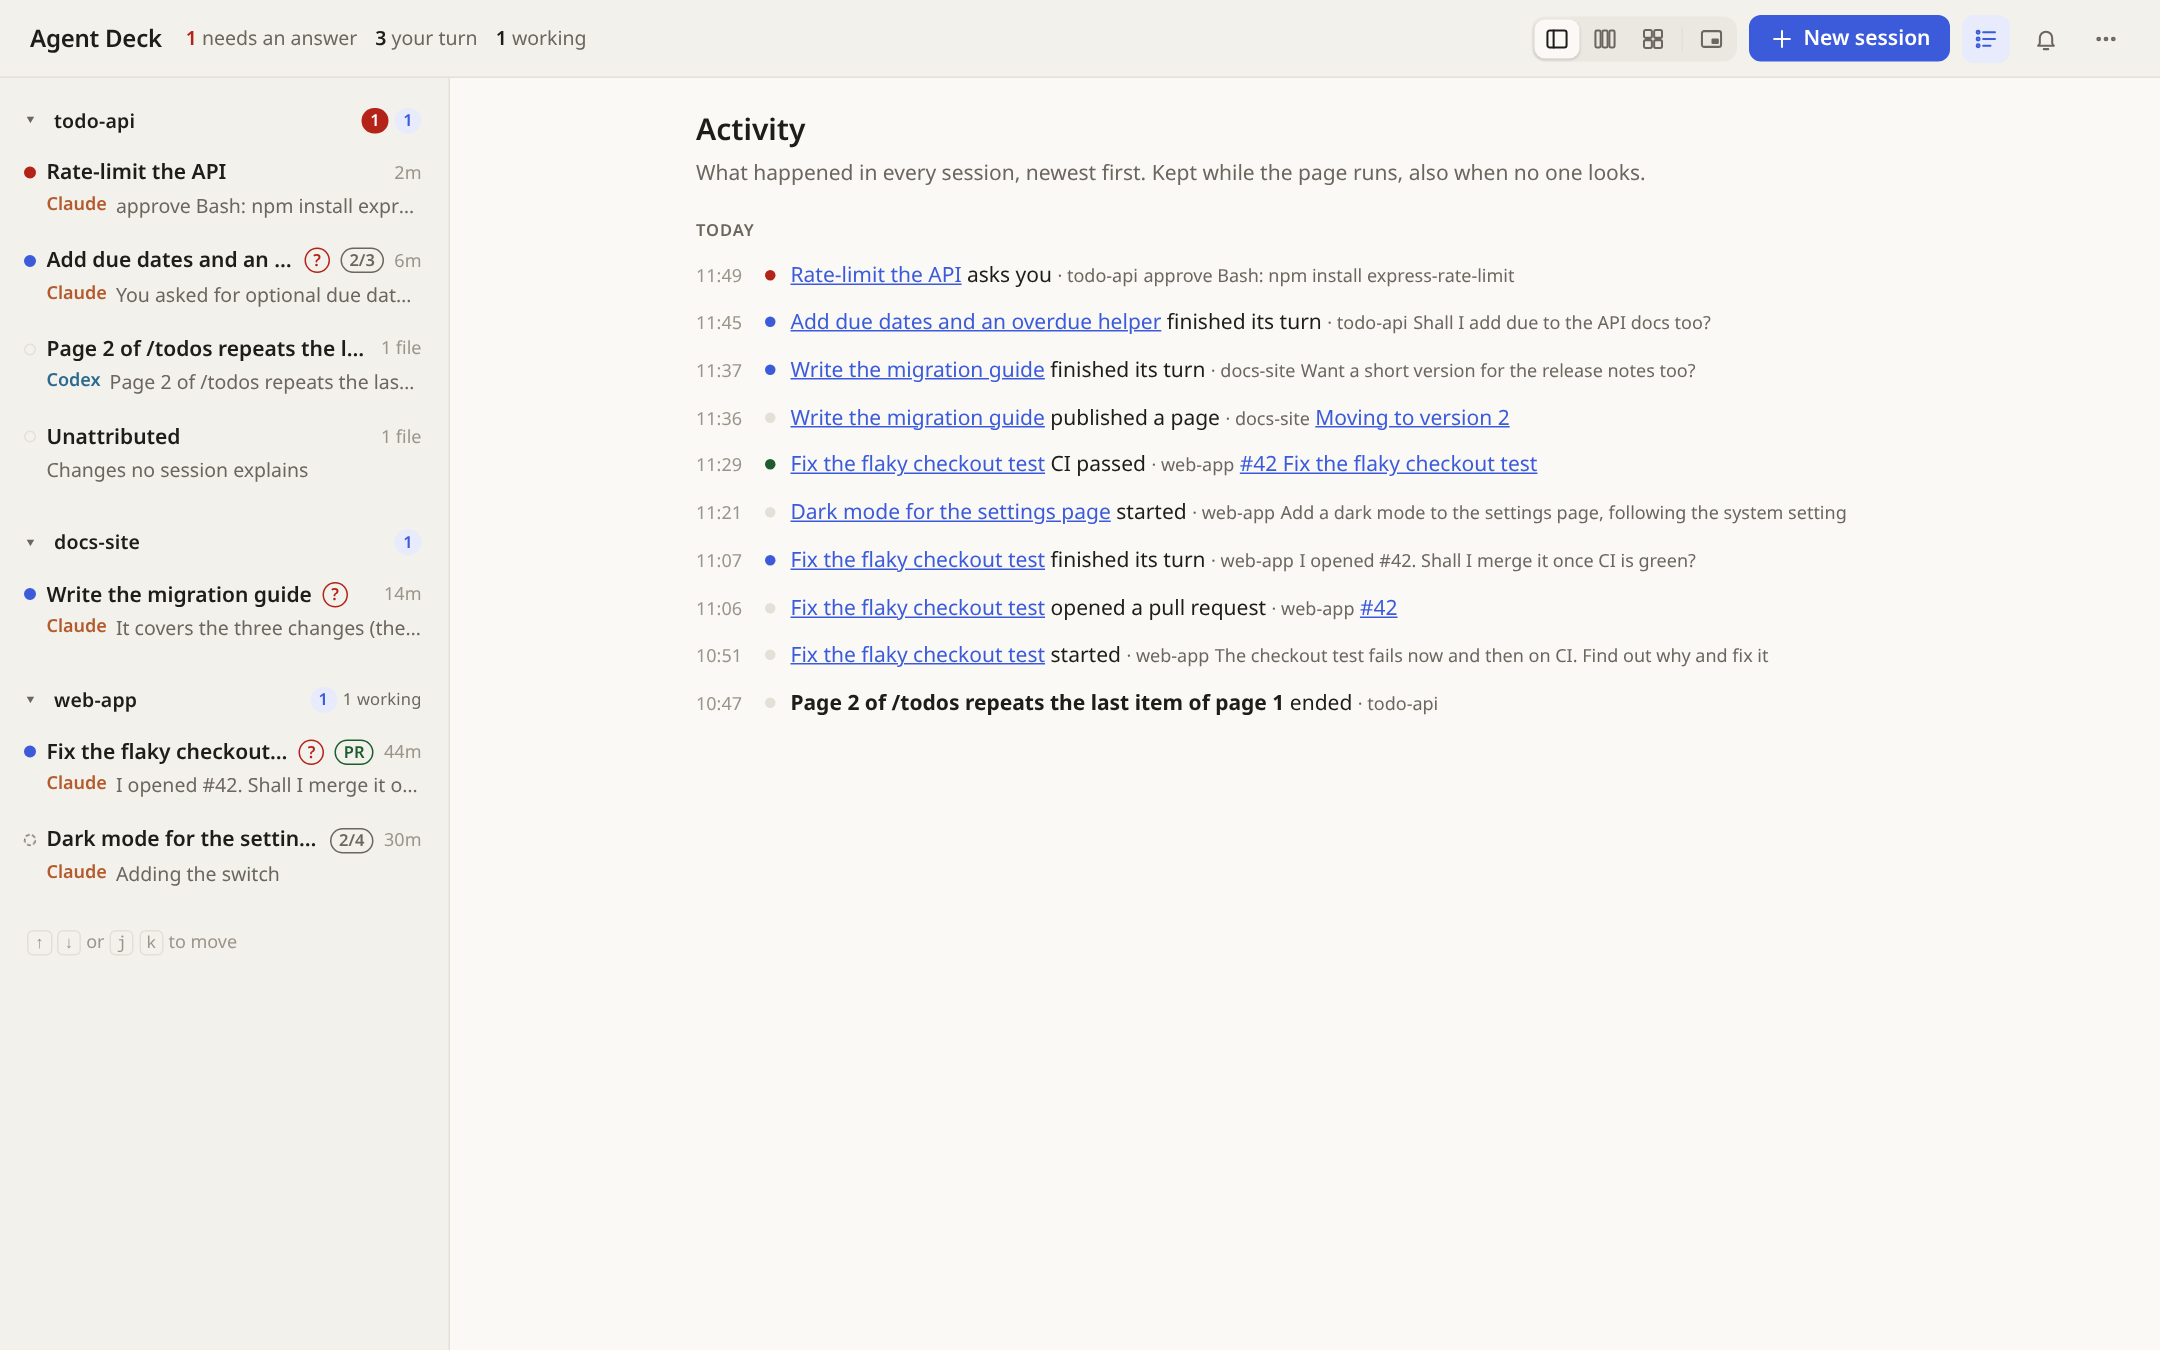 Agent Deck 1 needs an answer 3 your turn 1 working New session
todo-api 1 1
Rate-limit the API 2m
Claude approve Bash: npm install expr...
Add due dates and an ... ? 2/3 6m
Claude You asked for optional due dat...
Page 2 of /todos repeats the l... 1 file
Codex Page 2 of /todos repeats the las...
Unattributed 1 file
Changes no session explains
docs-site 1
Write the migration guide ? 14m
Claude It covers the three changes (the...
web-app 1 1 working
Fix the flaky checkout... ? PR 44m
Claude I opened #42. Shall I merge it o...
Dark mode for the settin... 2/4 30m
Claude Adding the switch
↑ ↓ or j k to move
Activity
What happened in every session, newest first. Kept while the page runs, also when no one looks.
TODAY
11:49 Rate-limit the API asks you · todo-api approve Bash: npm install express-rate-limit
11:45 Add due dates and an overdue helper finished its turn · todo-api Shall I add due to the API docs too?
11:37 Write the migration guide finished its turn · docs-site Want a short version for the release notes too?
11:36 Write the migration guide published a page · docs-site Moving to version 2
11:29 Fix the flaky checkout test CI passed · web-app #42 Fix the flaky checkout test
11:21 Dark mode for the settings page started · web-app Add a dark mode to the settings page, following the system setting
11:07 Fix the flaky checkout test finished its turn · web-app I opened #42. Shall I merge it once CI is green?
11:06 Fix the flaky checkout test opened a pull request · web-app #42
10:51 Fix the flaky checkout test started · web-app The checkout test fails now and then on CI. Find out why and fix it
10:47 Page 2 of /todos repeats the last item of page 1 ended · todo-api